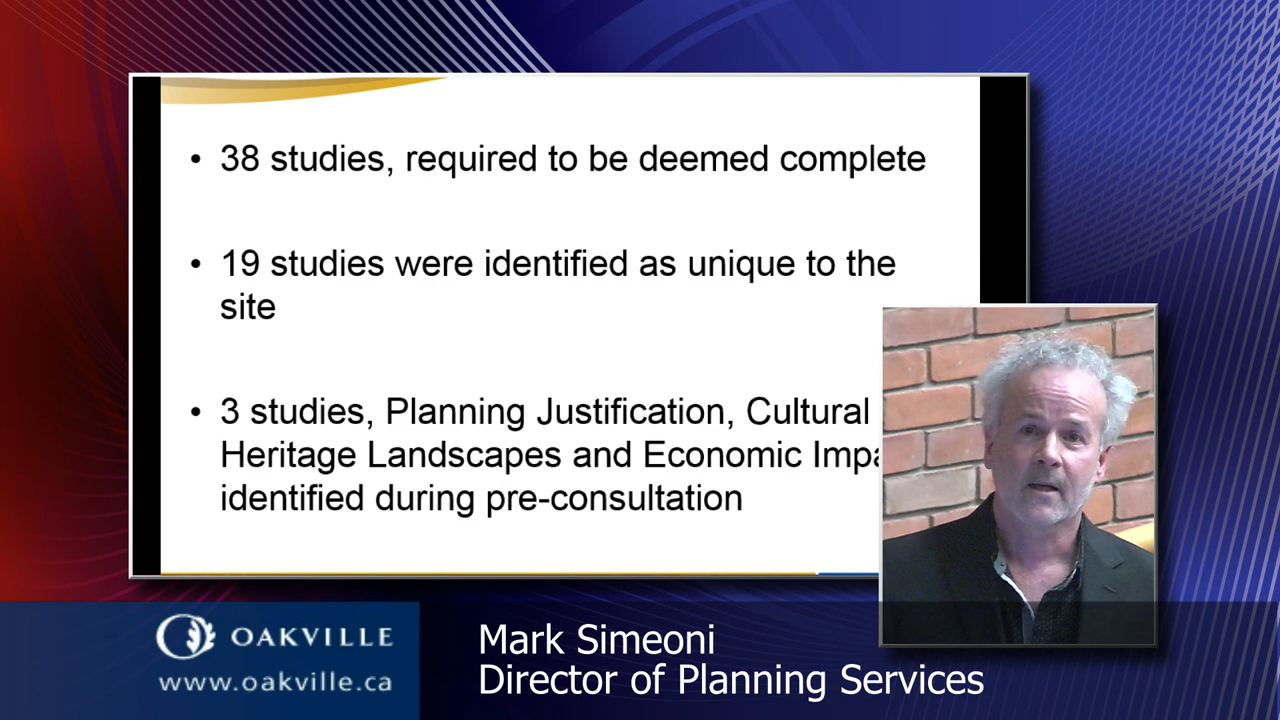 • 38 studies, required to be deemed complete
• 19 studies were identified as unique to the
site
• 3 studies, Planning Justification, Cultural
Heritage Landscapes and Economic
identified during pre-consultation
OAKVILLE
www.oakville.ca
Mark Simeoni
Director of Planning Services